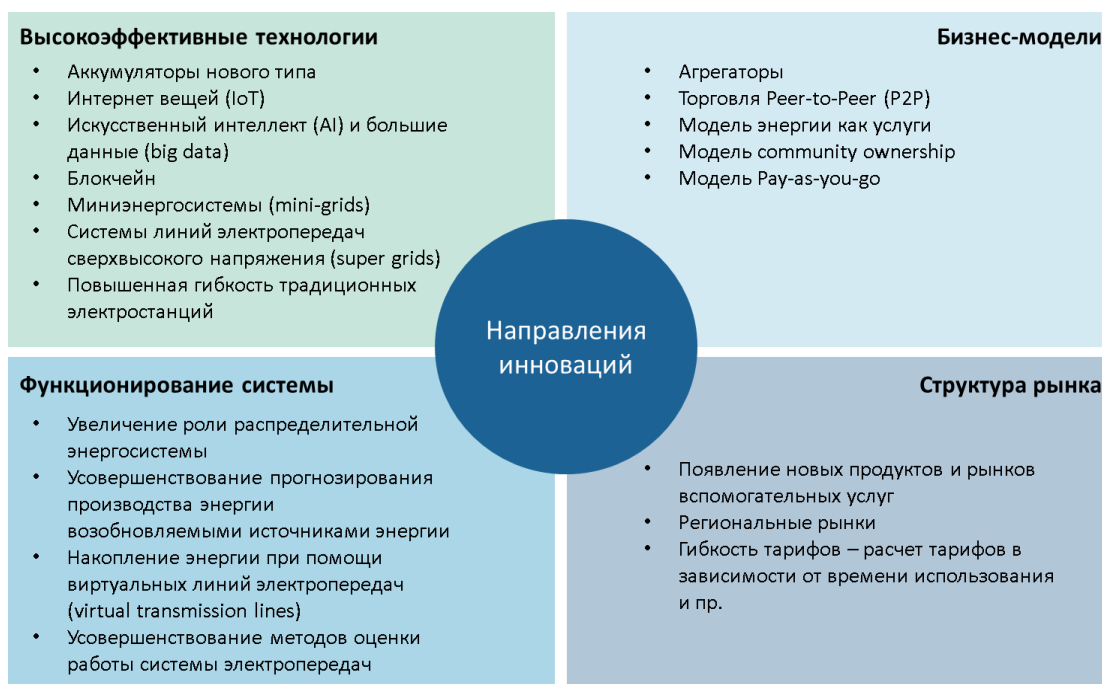 Высокоэффективные технологии
• Аккумуляторы нового типа
• Интернет вещей (IoT)
• Искусственный интеллект (AI) и большие
данные (big data)
• Блокчейн
• Миниэнергосистемы (mini-grids)
• Системы линий электропередач
сверхвысокого напряжения (super grids)
• Повышенная гибкость традиционных
электростанций
Бизнес-модели
• Агрегаторы
• Торговля Peer-to-Peer (P2P)
• Модель энергии как услуги
• Модель community ownership
• Модель Pay-as-you-go
Направления
инноваций
Функционирование системы
• Увеличение роли распределительной
энергосистемы
• Усовершенствование прогнозирования
производства энергии
возобновляемыми источниками энергии
• Накопление энергии при помощи
виртуальных линий электропередач
(virtual transmission lines)
• Усовершенствование методов оценки
работы системы электропередач
Структура рынка
• Появление новых продуктов и рынков
вспомогательных услуг
• Региональные рынки
• Гибкость тарифов – расчет тарифов в
зависимости от времени использования
и пр.